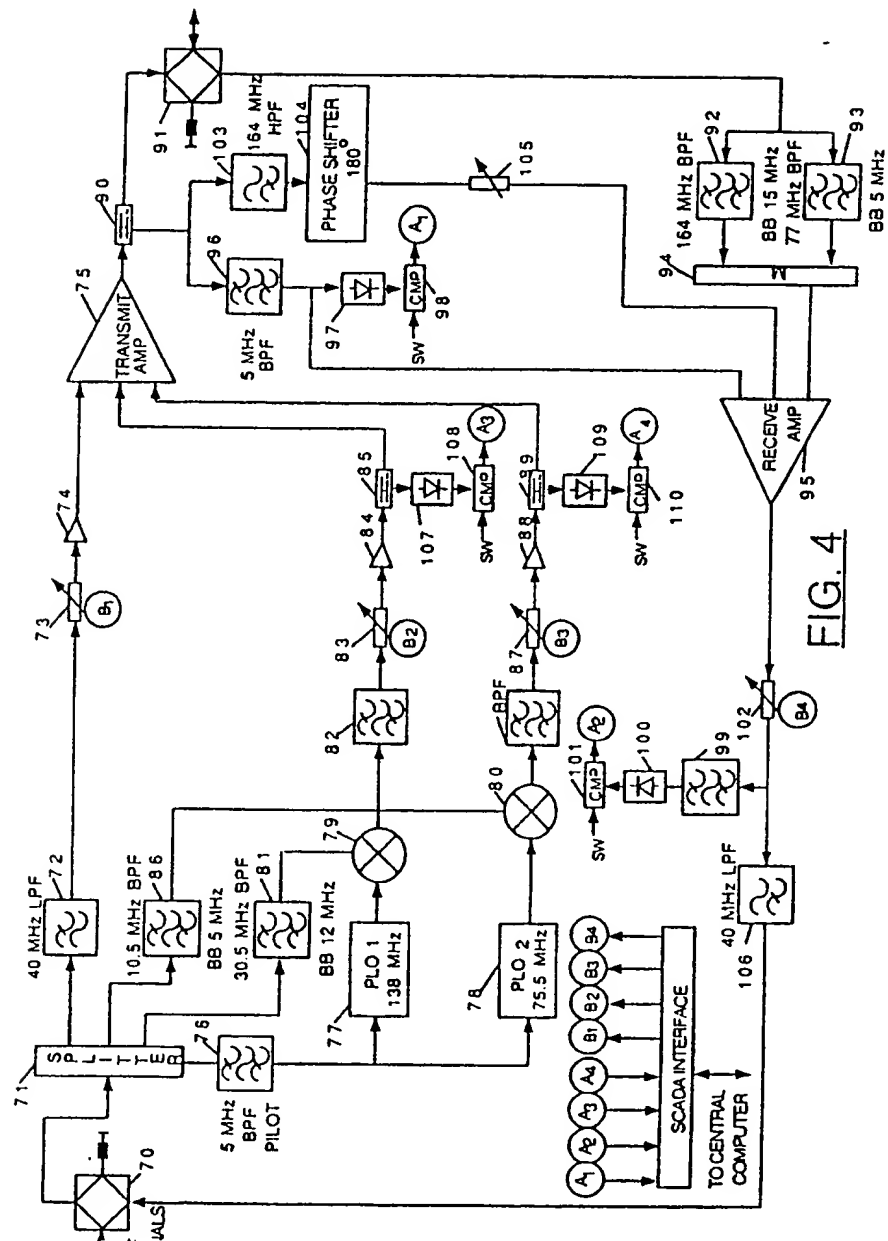 71
SPLITTER
70
IALS
40 MHz LPF
72
10.5 MHz BPF
86
BB 5 MHz
30.5 MHz BPF
81
BB 12 MHz
76
5 MHz
BPF
PILOT
77
PLO 1
138 MHz
78
PLO 2
75.5 MHz
79
80
82
BPF
73
B1
74
83
B2
84
85
107
SW
CMP
108
A3
87
B3
88
89
109
SW
CMP
110
A4
75
TRANSMIT
AMP
90
91
96
5 MHz
BPF
97
SW
CMP
98
A1
103
164 MHz
HPF
104
PHASE SHIFTER
180°
105
164 MHz BPF
92
BB 15 MHz
77 MHz BPF
93
BB 5 MHz
94
M
RECEIVE
AMP
95
102
B4
99
100
101
SW
CMP
A2
40 MHz LPF
106
A1
A2
A3
A4
B1
B2
B3
B4
SCADA INTERFACE
TO CENTRAL
COMPUTER
FIG. 4